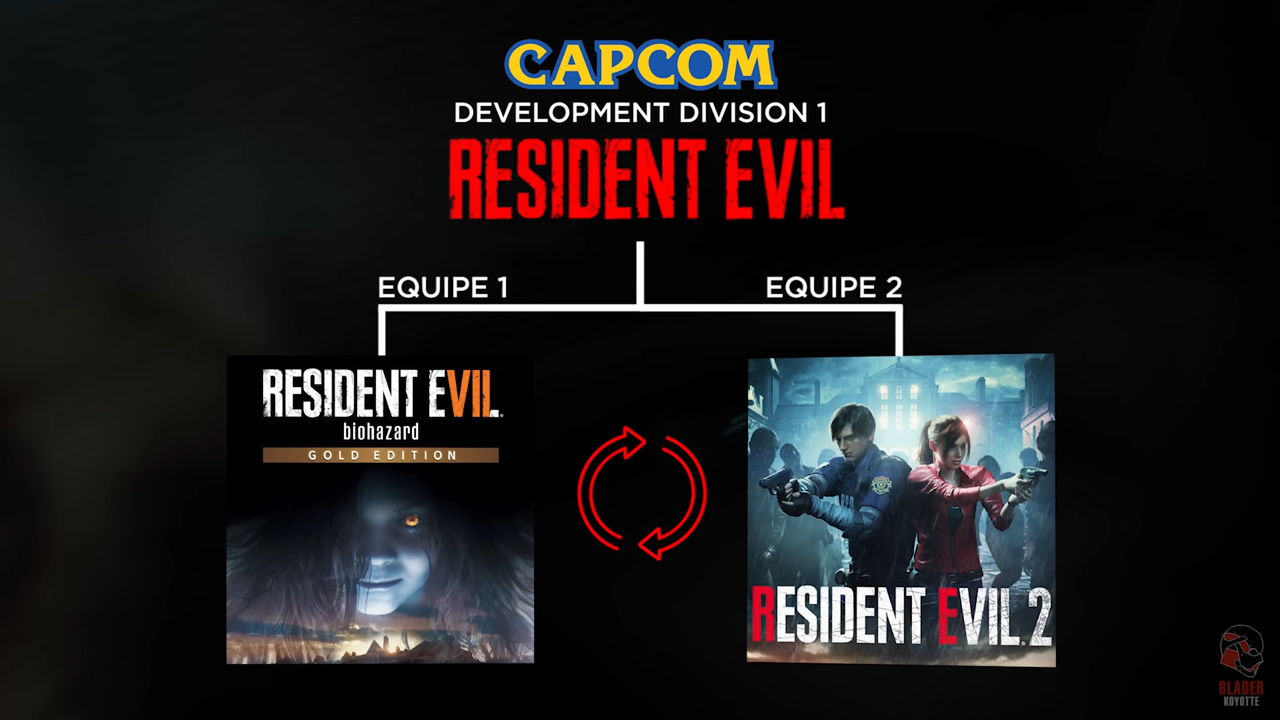 CAPCOM
DEVELOPMENT DIVISION 1
RESIDENT EVIL
EQUIPE 1
EQUIPE 2
RESIDENT EVIL.
biohazard
GOLD EDITION
RESIDENT EVIL.2
BLADER
KOYOTTE